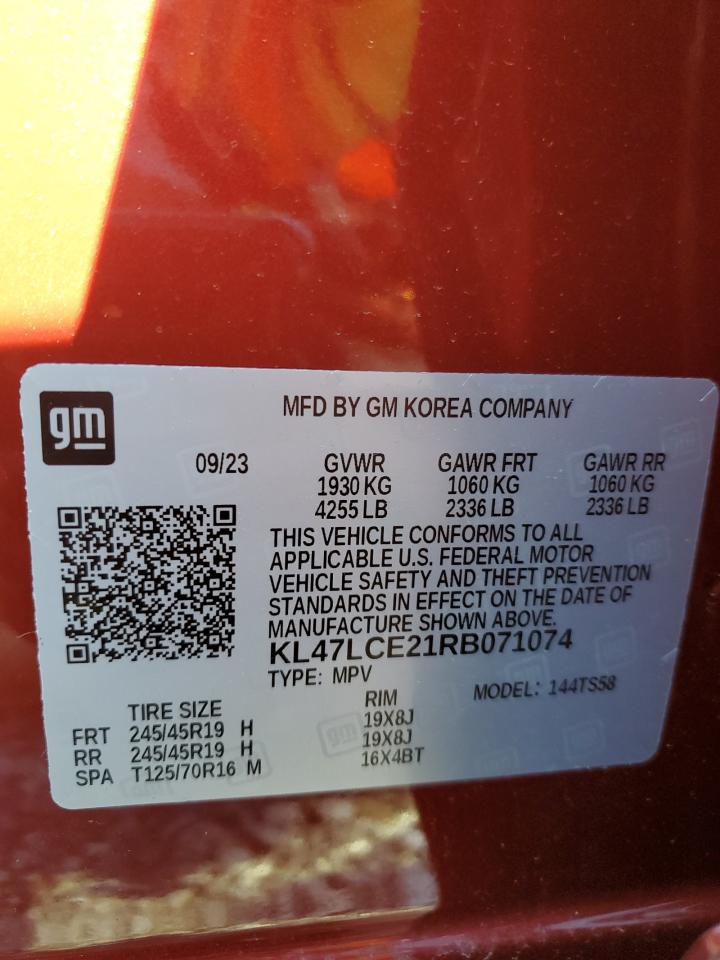 gm
MFD BY GM KOREA COMPANY
09/23 GVWR GAWR FRT GAWR RR
1930 KG 1060 KG 1060 KG
4255 LB 2336 LB 2336 LB
THIS VEHICLE CONFORMS TO ALL
APPLICABLE U.S. FEDERAL MOTOR
VEHICLE SAFETY AND THEFT PREVENTION
STANDARDS IN EFFECT ON THE DATE OF
MANUFACTURE SHOWN ABOVE.
KL47LCE21RB071074
TYPE: MPV MODEL: 144TS58
TIRE SIZE RIM
FRT 245/45R19 H 19X8J
RR 245/45R19 H 19X8J
SPA T125/70R16 M 16X4BT
gm